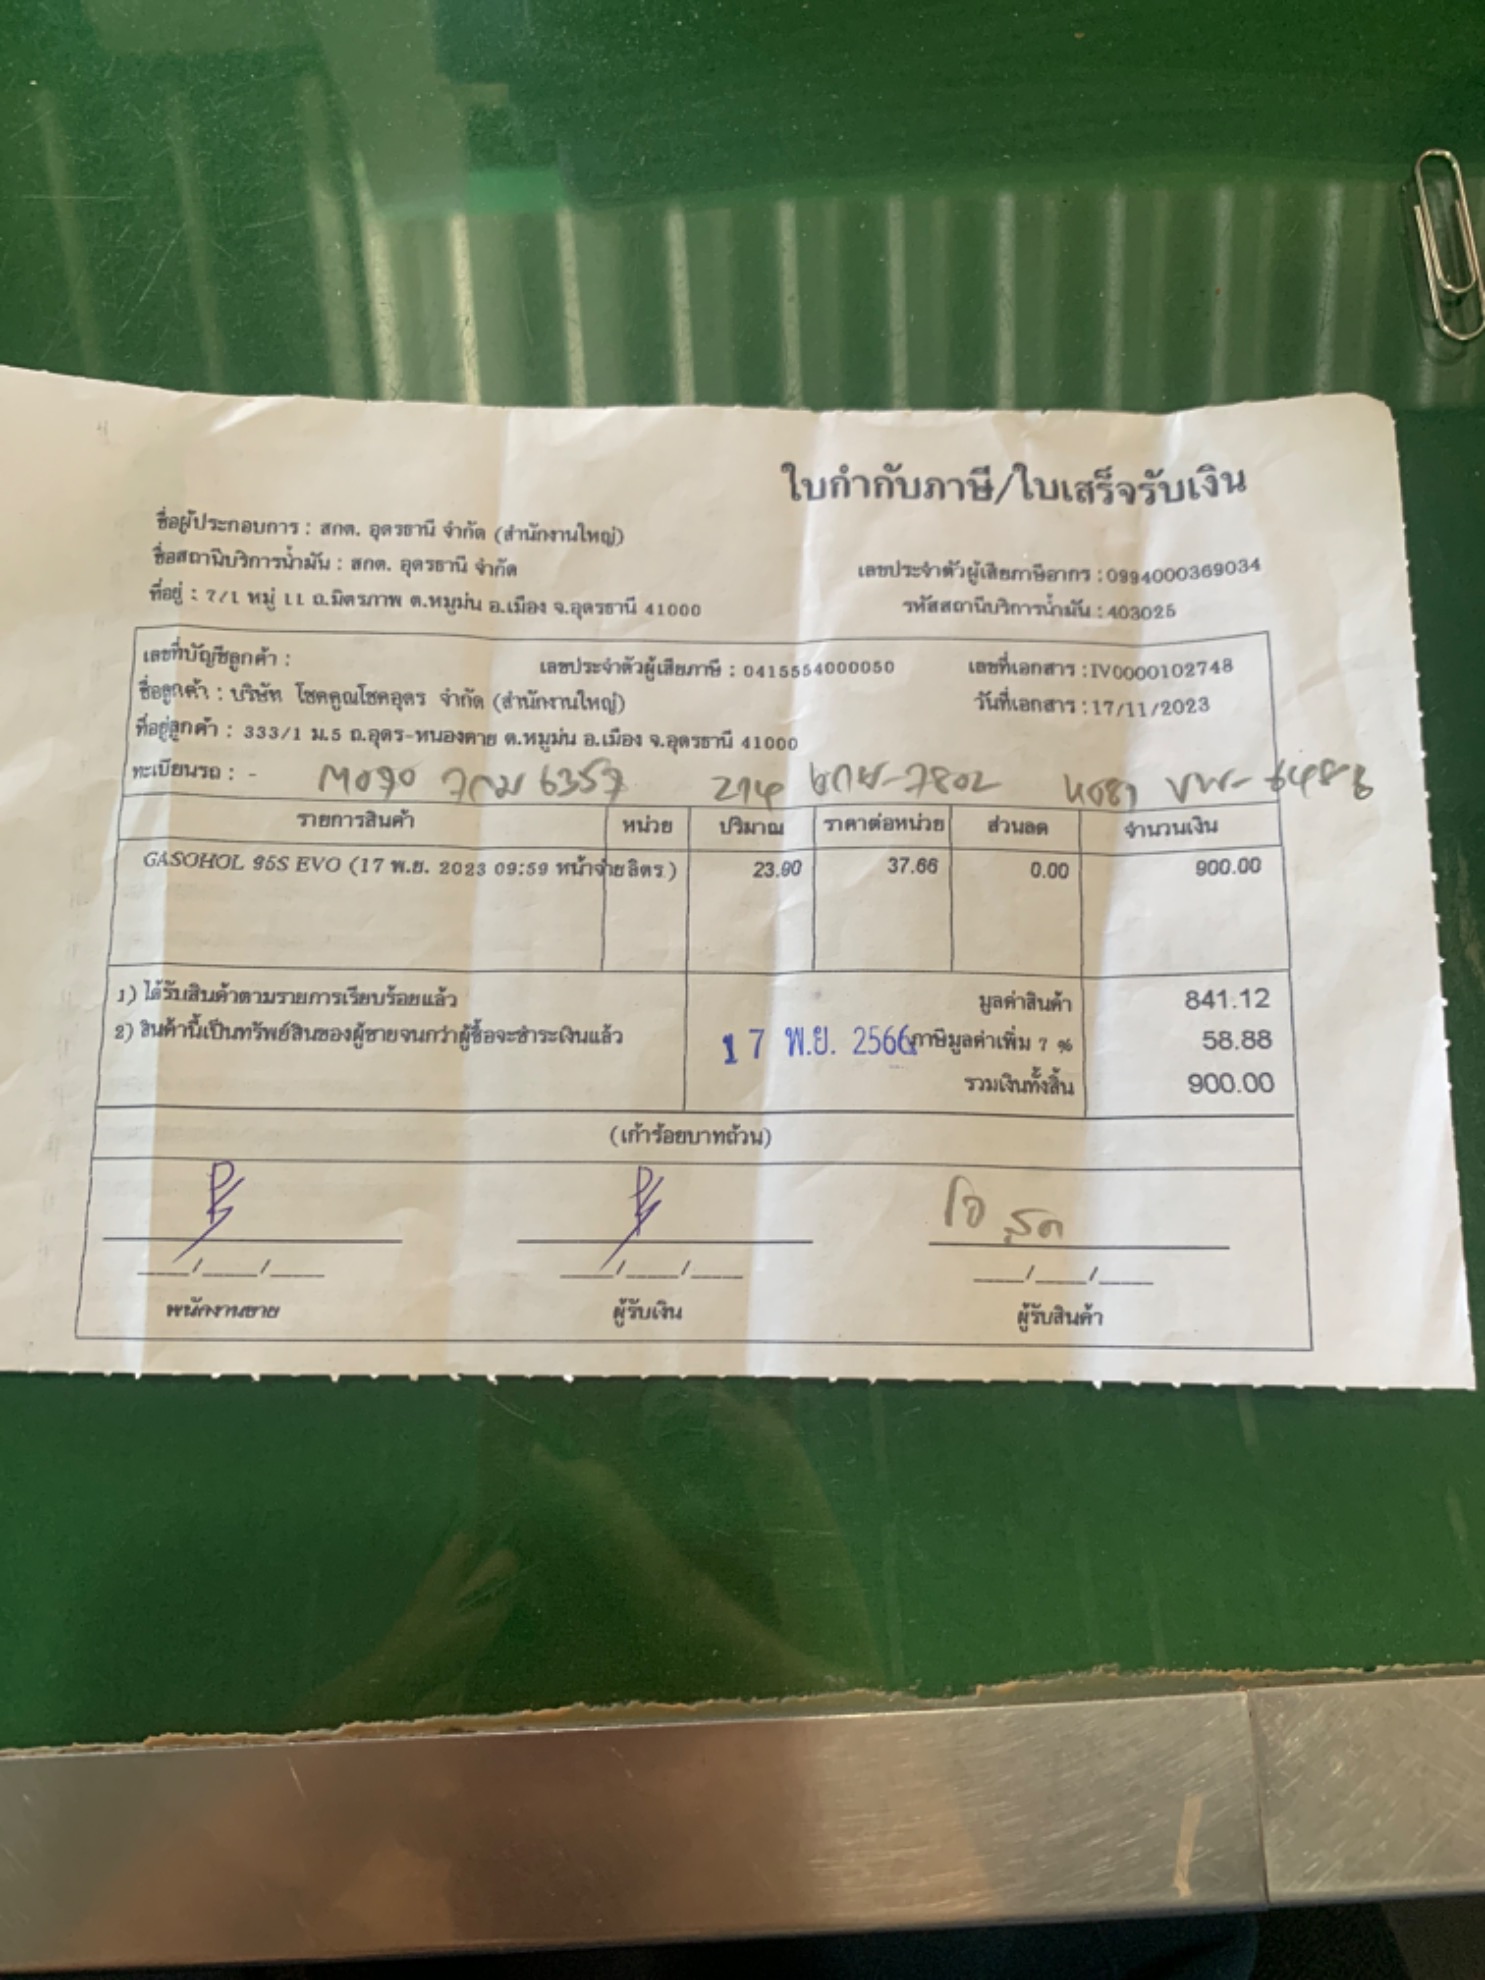 ใบกำกับภาษี/ใบเสร็จรับเงิน
ชื่อผู้ประกอบการ : สกต. อุดรธานี จำกัด (สำนักงานใหญ่)
ชื่อสถานีบริการน้ำมัน : สกต. อุดรธานี จำกัด
เลขประจำตัวผู้เสียภาษีอากร : 0994000369034
ที่อยู่ : 7/1 หมู่ 11 ถ.มิตรภาพ ต.หมูม่น อ.เมือง จ.อุดรธานี 41000
รหัสสถานีบริการน้ำมัน : 403025
เลขที่บัญชีลูกค้า : เลขประจำตัวผู้เสียภาษี : 0415554000050 เลขที่เอกสาร : IV0000102748
ชื่อลูกค้า : บริษัท โชคคูณโชคอุดร จำกัด (สำนักงานใหญ่) วันที่เอกสาร : 17/11/2023
ที่อยู่ลูกค้า : 333/1 ม.5 ถ.อุดร-หนองคาย ต.หมูม่น อ.เมือง จ.อุดรธานี 41000
ทะเบียนรถ : - 6357 7802
รายการสินค้า หน่วย ปริมาณ ราคาต่อหน่วย ส่วนลด จำนวนเงิน
GASOHOL 95S EVO (17 พ.ย. 2023 09:59 หน้าจ่าย ลิตร ) 23.90 37.66 0.00 900.00
1) ได้รับสินค้าตามรายการเรียบร้อยแล้ว มูลค่าสินค้า 841.12
2) สินค้านี้เป็นทรัพย์สินของผู้ขายจนกว่าผู้ซื้อจะชำระเงินแล้ว 17 พ.ย. 2566 ภาษีมูลค่าเพิ่ม 7 % 58.88
รวมเงินทั้งสิ้น 900.00
(เก้าร้อยบาทถ้วน)
___/___/___ ___/___/___ ___/___/___
พนักงานขาย ผู้รับเงิน ผู้รับสินค้า